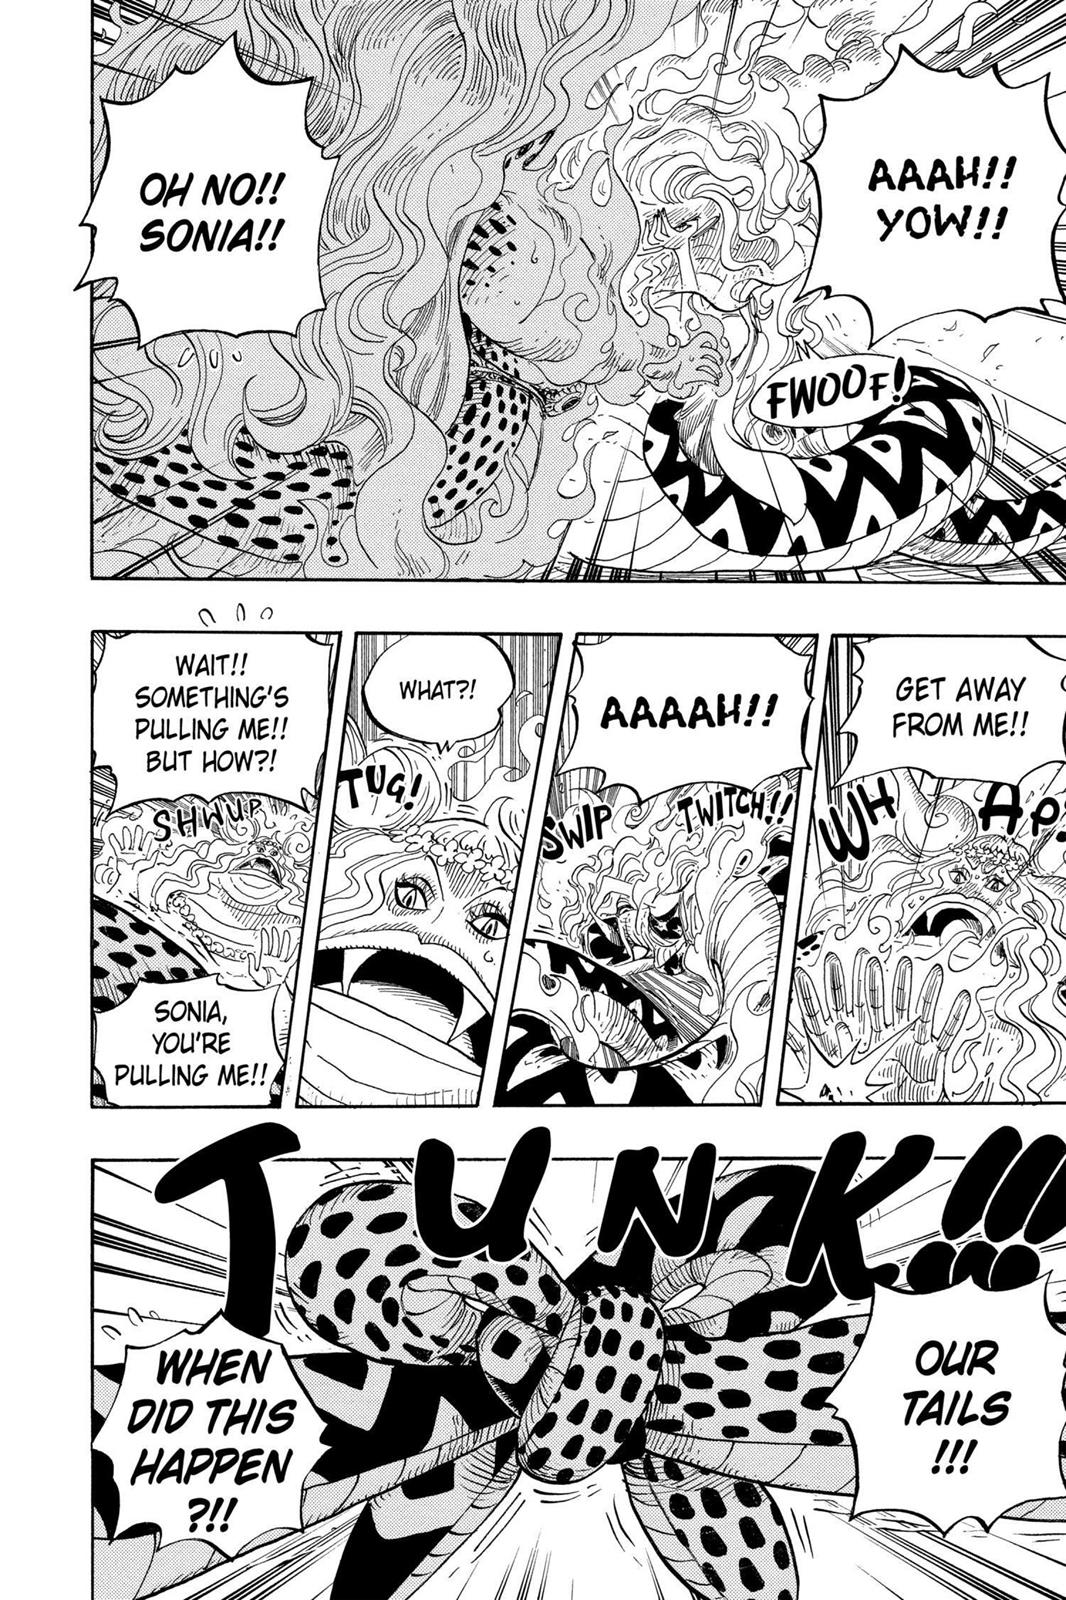 AAAH!!
YOW!!
OH NO!!
SONIA!!
FWOOF!
GET AWAY
FROM ME!!
WH AP
AAAAH!!
SWIP TWITCH!!
WHAT?!
TUG!
WAIT!!
SOMETHING'S
PULLING ME!!
BUT HOW?!
SHWUP
SONIA,
YOU'RE
PULLING ME!!
TUNK!!!
OUR
TAILS
!!!
WHEN
DID THIS
HAPPEN
?!!